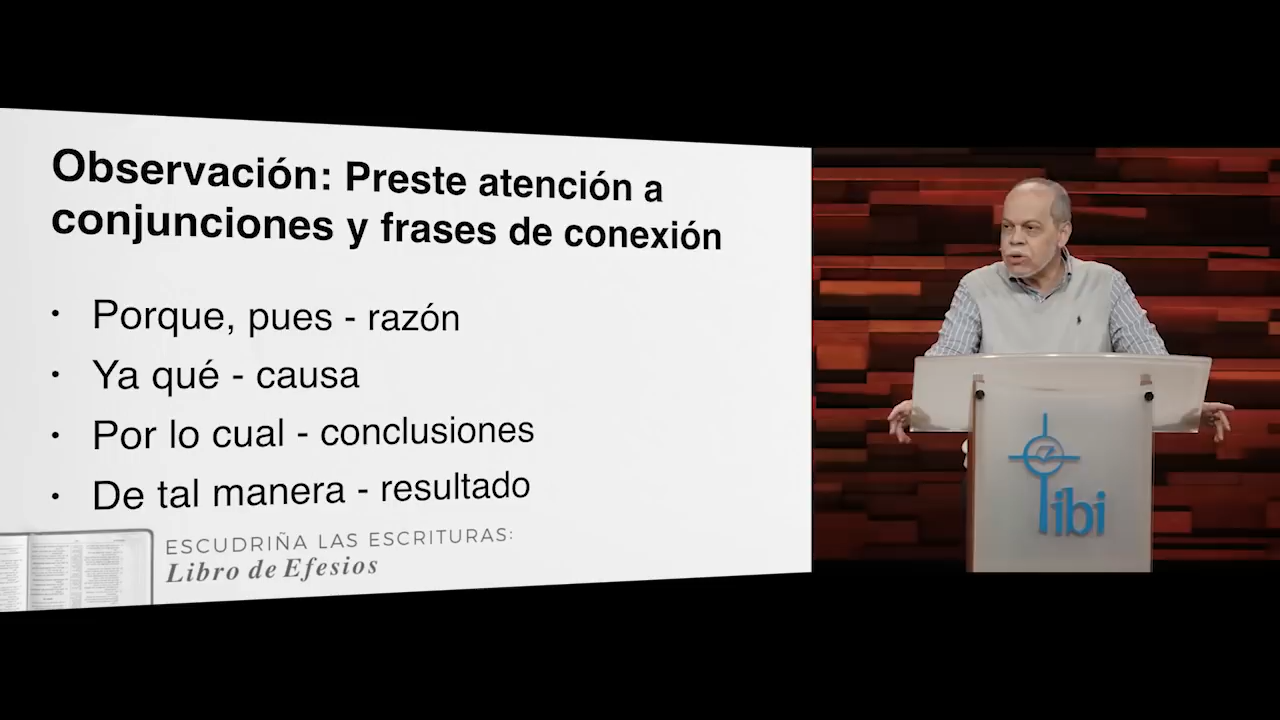 Observación: Preste atención a
conjunciones y frases de conexión
• Porque, pues - razón
• Ya qué - causa
• Por lo cual - conclusiones
• De tal manera - resultado
ESCUDRIÑA LAS ESCRITURAS:
Libro de Efesios
ibi